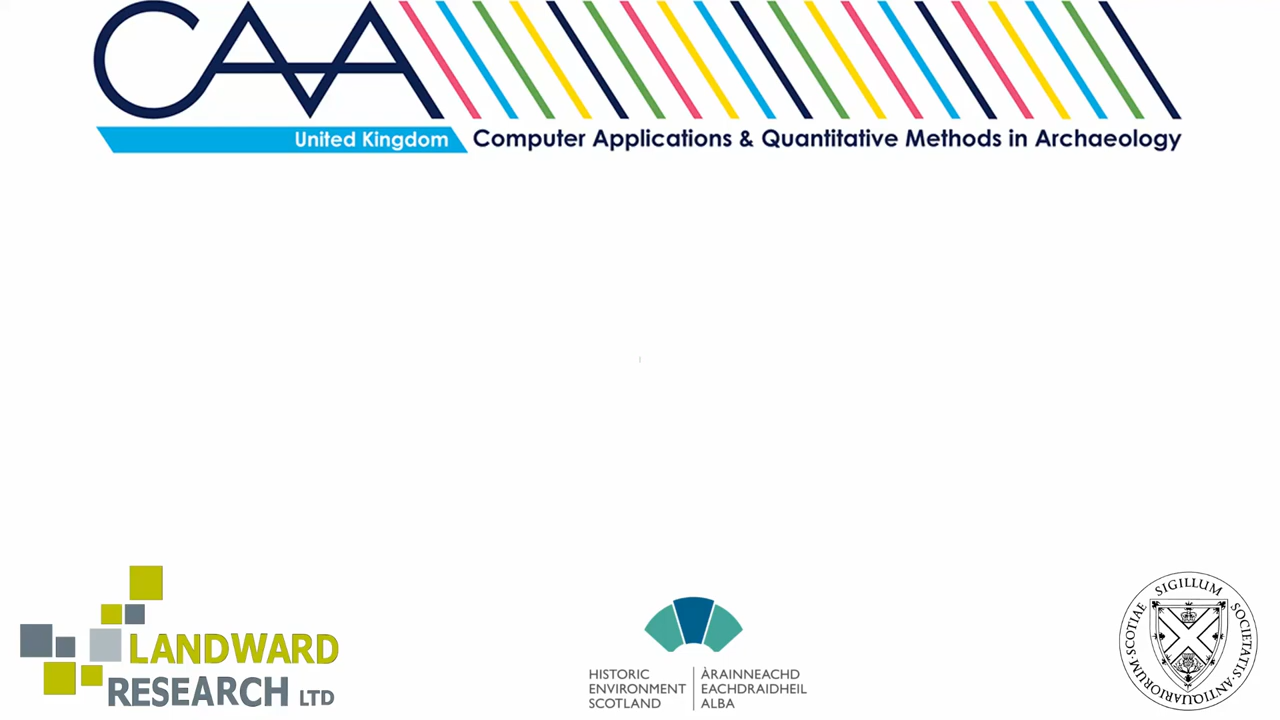 CAA
United Kingdom
Computer Applications & Quantitative Methods in Archaeology
LANDWARD
RESEARCH LTD
HISTORIC
ENVIRONMENT
SCOTLAND
ÀRAINNEACHD
EACHDRAIDHEIL
ALBA
SIGILLUM SOCIETATIS·ANTIQUARIORUM·SCOTIAE